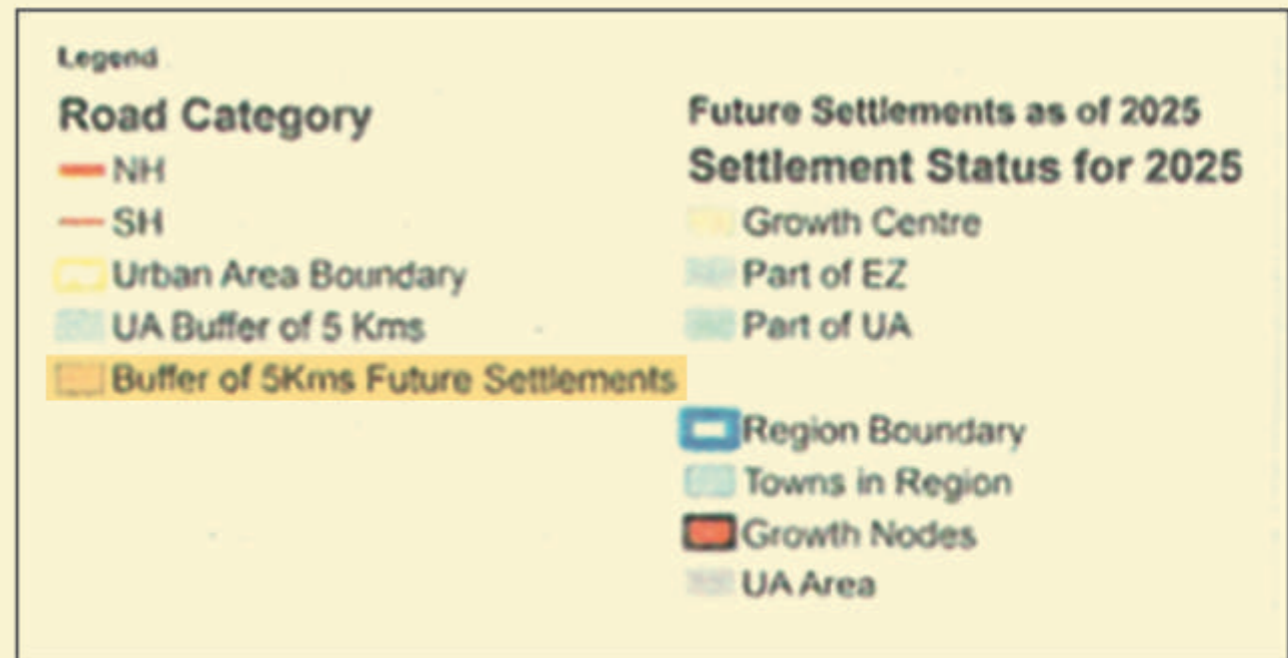 Legend
Road Category
NH
SH
Urban Area Boundary
UA Buffer of 5 Kms
Buffer of 5Kms Future Settlements
Future Settlements as of 2025
Settlement Status for 2025
Growth Centre
Part of EZ
Part of UA
Region Boundary
Towns in Region
Growth Nodes
UA Area